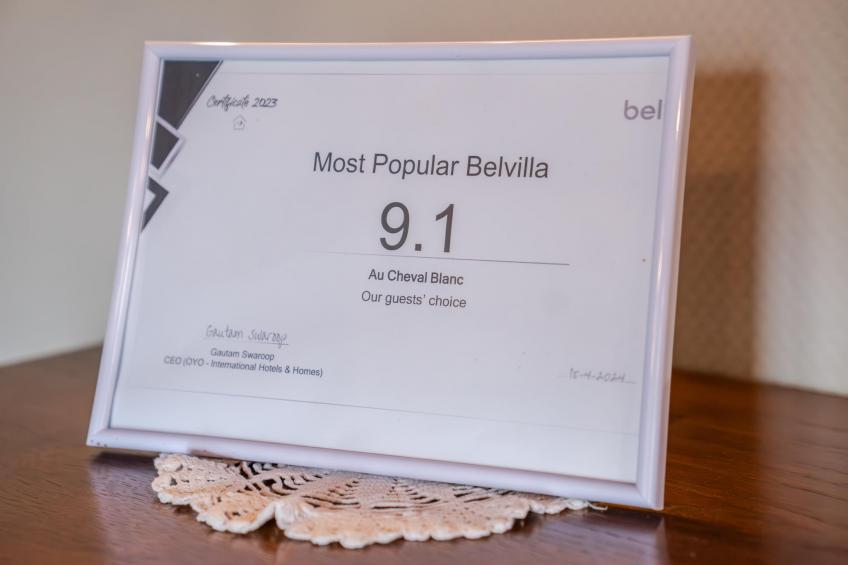 Certificate 2023
bel
Most Popular Belvilla
9.1
Au Cheval Blanc
Our guests' choice
Gautam Swaroop
Gautam Swaroop
CEO (OYO - International Hotels & Homes)
15-4-2024